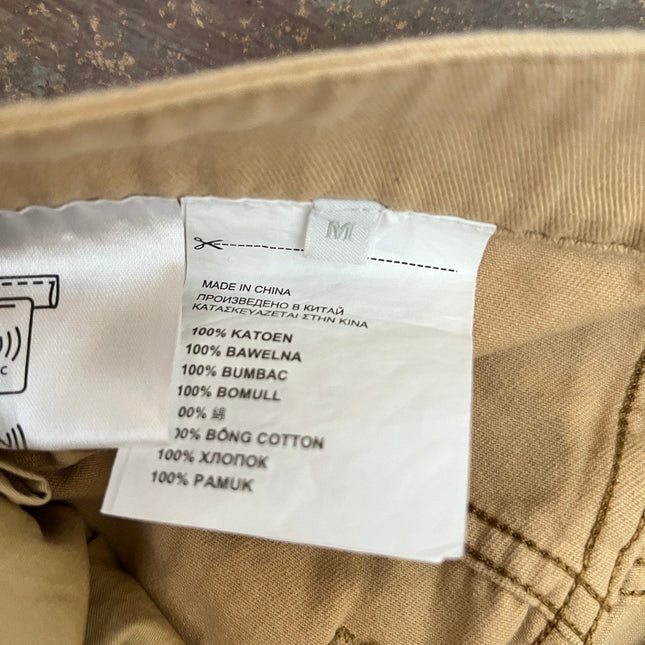 M
MADE IN CHINA
ПРОИЗВЕДЕНО В КИТАЙ
ΚΑΤΑΣΚΕΥΑΖΕΤΑΙ ΣΤΗΝ ΚΙΝΑ
100% KATOEN
100% BAWELNA
100% BUMBAC
100% BOMULL
00% 綿
00% BÔNG COTTON
100% ХЛОПОК
100% PAMUK
C